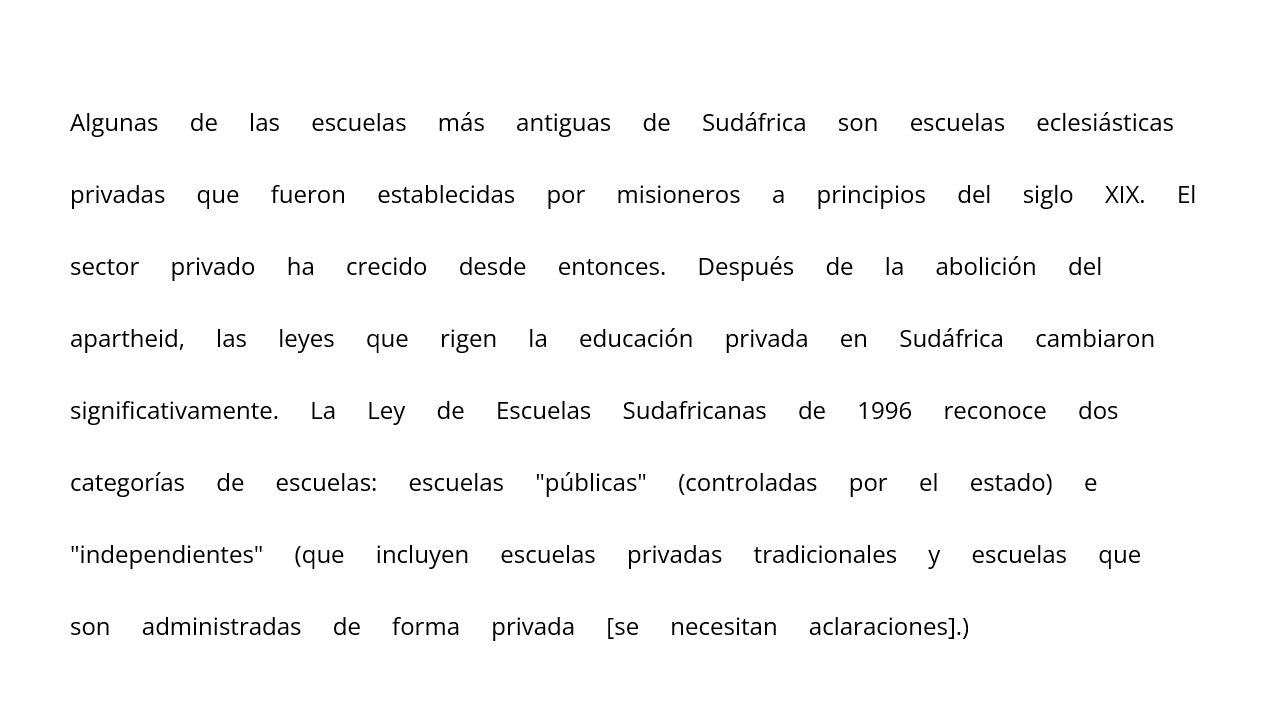 Algunas de las escuelas más antiguas de Sudáfrica son escuelas eclesiásticas
privadas que fueron establecidas por misioneros a principios del siglo XIX. El
sector privado ha crecido desde entonces. Después de la abolición del
apartheid, las leyes que rigen la educación privada en Sudáfrica cambiaron
significativamente. La Ley de Escuelas Sudafricanas de 1996 reconoce dos
categorías de escuelas: escuelas "públicas" (controladas por el estado) e
"independientes" (que incluyen escuelas privadas tradicionales y escuelas que
son administradas de forma privada [se necesitan aclaraciones].)